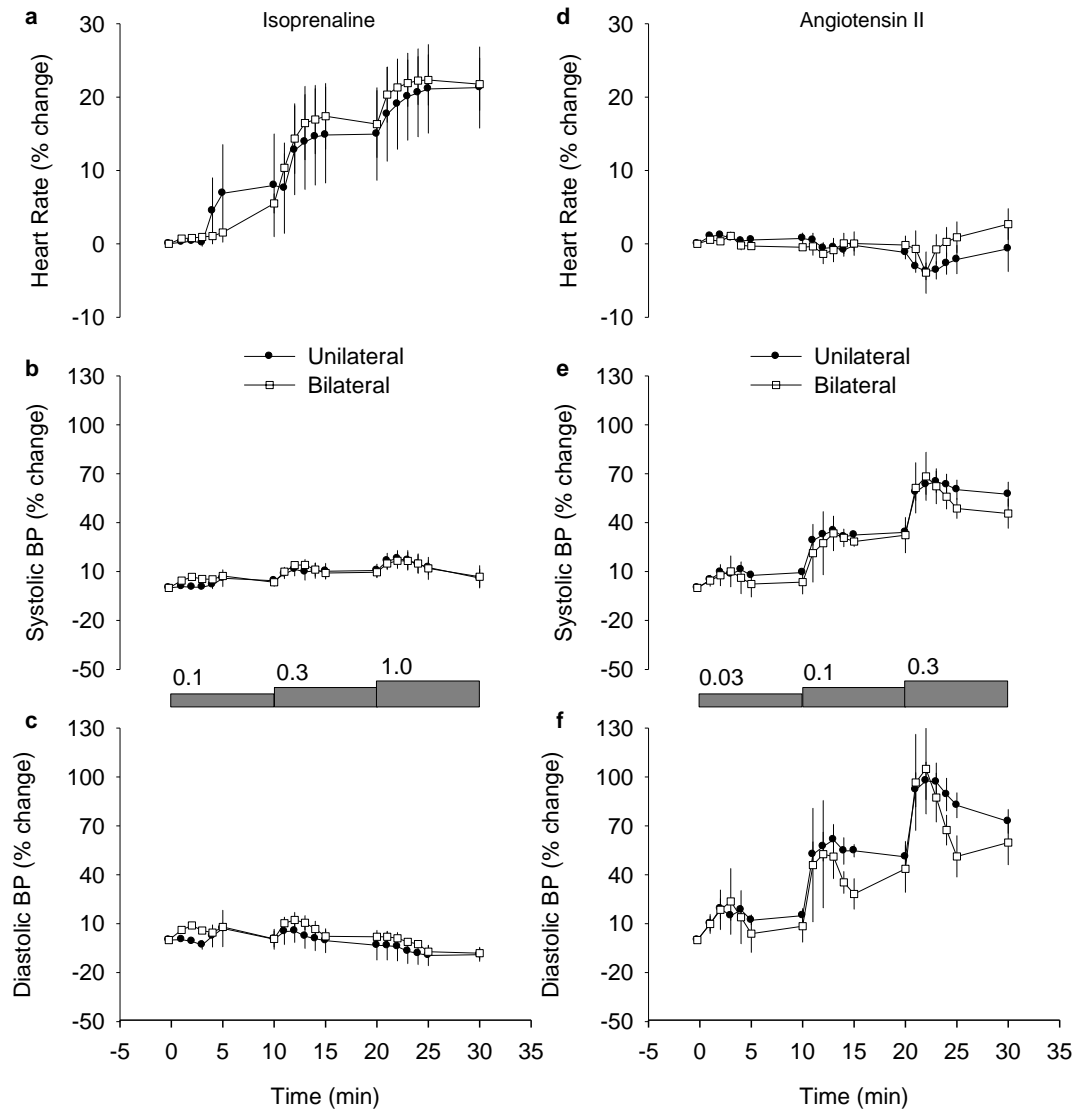 a
Isoprenaline
30
20
10
0
-10
Heart Rate (% change)
d
Angiotensin II
30
20
10
0
-10
Heart Rate (% change)
b
Unilateral
Bilateral
130
100
70
40
10
-20
-50
Systolic BP (% change)
0.1
0.3
1.0
e
Unilateral
Bilateral
130
100
70
40
10
-20
-50
Systolic BP (% change)
0.03
0.1
0.3
c
130
100
70
40
10
-20
-50
Diastolic BP (% change)
-5 0 5 10 15 20 25 30 35
Time (min)
f
130
100
70
40
10
-20
-50
Diastolic BP (% change)
-5 0 5 10 15 20 25 30 35
Time (min)